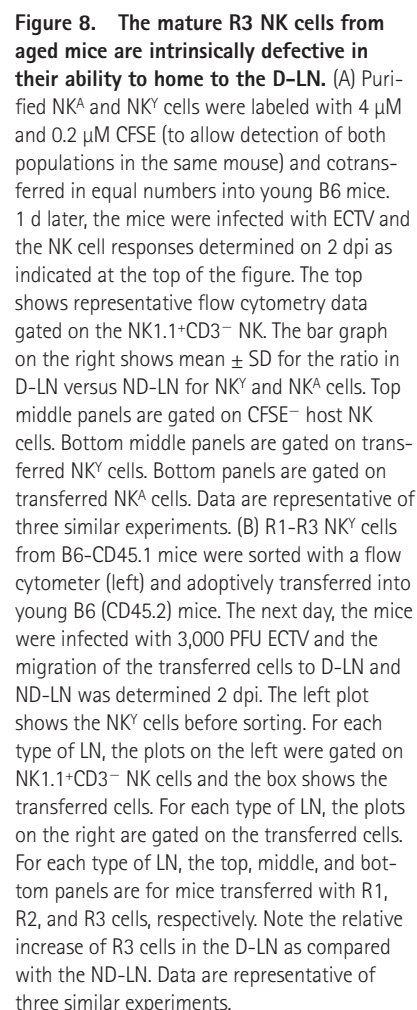 Figure 8. The mature R3 NK cells from
aged mice are intrinsically defective in
their ability to home to the D-LN. (A) Puri-
fied NKᴬ and NKʸ cells were labeled with 4 μM
and 0.2 μM CFSE (to allow detection of both
populations in the same mouse) and cotrans-
ferred in equal numbers into young B6 mice.
1 d later, the mice were infected with ECTV and
the NK cell responses determined on 2 dpi as
indicated at the top of the figure. The top
shows representative flow cytometry data
gated on the NK1.1⁺CD3⁻ NK. The bar graph
on the right shows mean ± SD for the ratio in
D-LN versus ND-LN for NKʸ and NKᴬ cells. Top
middle panels are gated on CFSE⁻ host NK
cells. Bottom middle panels are gated on trans-
ferred NKʸ cells. Bottom panels are gated on
transferred NKᴬ cells. Data are representative of
three similar experiments. (B) R1-R3 NKʸ cells
from B6-CD45.1 mice were sorted with a flow
cytometer (left) and adoptively transferred into
young B6 (CD45.2) mice. The next day, the mice
were infected with 3,000 PFU ECTV and the
migration of the transferred cells to D-LN and
ND-LN was determined 2 dpi. The left plot
shows the NKʸ cells before sorting. For each
type of LN, the plots on the left were gated on
NK1.1⁺CD3⁻ NK cells and the box shows the
transferred cells. For each type of LN, the plots
on the right are gated on the transferred cells.
For each type of LN, the top, middle, and bot-
tom panels are for mice transferred with R1,
R2, and R3 cells, respectively. Note the relative
increase of R3 cells in the D-LN as compared
with the ND-LN. Data are representative of
three similar experiments.